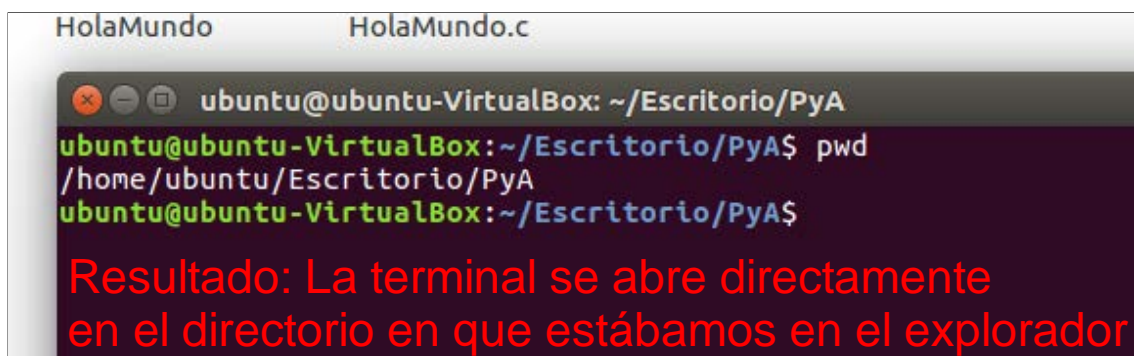 HolaMundo HolaMundo.c
ubuntu@ubuntu-VirtualBox: ~/Escritorio/PyA
ubuntu@ubuntu-VirtualBox:~/Escritorio/PyA$ pwd
/home/ubuntu/Escritorio/PyA
ubuntu@ubuntu-VirtualBox:~/Escritorio/PyA$
Resultado: La terminal se abre directamente
en el directorio en que estábamos en el explorador